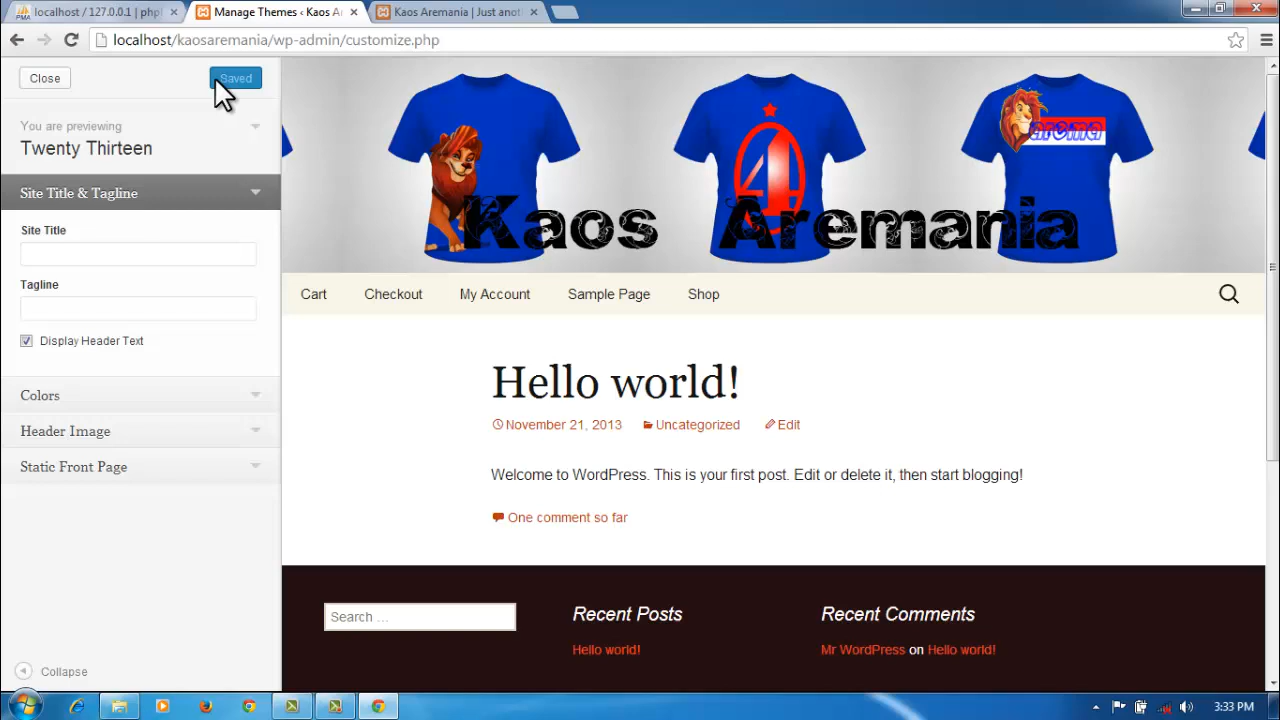 localhost / 127.0.0.1 | php
Manage Themes ‹ Kaos A
Kaos Aremania | Just anot
localhost/kaosaremania/wp-admin/customize.php
Close
Saved
You are previewing
Twenty Thirteen
Site Title & Tagline
Site Title
Tagline
Display Header Text
Colors
Header Image
Static Front Page
Collapse
4
arema
Kaos Aremania
Cart
Checkout
My Account
Sample Page
Shop
Hello world!
November 21, 2013
Uncategorized
Edit
Welcome to WordPress. This is your first post. Edit or delete it, then start blogging!
One comment so far
Search …
Recent Posts
Hello world!
Recent Comments
Mr WordPress on Hello world!
3:33 PM